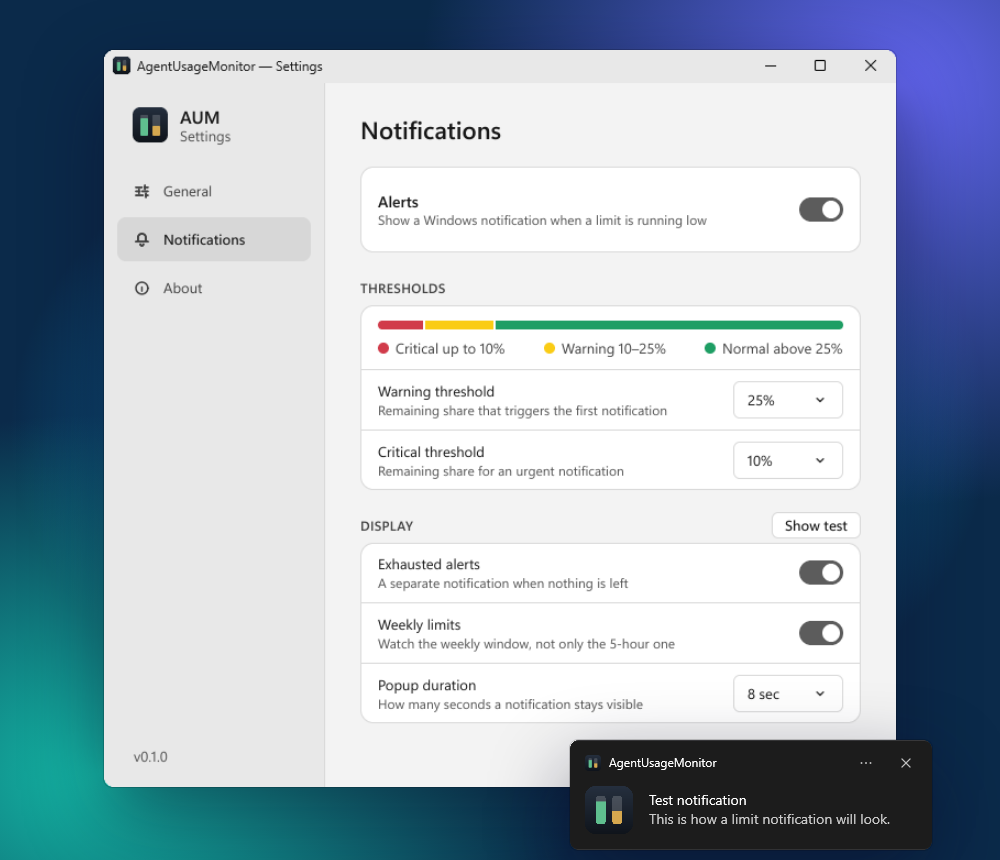 AgentUsageMonitor — Settings
AUM
Settings
General
Notifications
About
v0.1.0
Notifications
Alerts
Show a Windows notification when a limit is running low
THRESHOLDS
Critical up to 10%
Warning 10–25%
Normal above 25%
Warning threshold
Remaining share that triggers the first notification
25%
Critical threshold
Remaining share for an urgent notification
10%
DISPLAY
Show test
Exhausted alerts
A separate notification when nothing is left
Weekly limits
Watch the weekly window, not only the 5-hour one
Popup duration
How many seconds a notification stays visible
8 sec
AgentUsageMonitor
Test notification
This is how a limit notification will look.